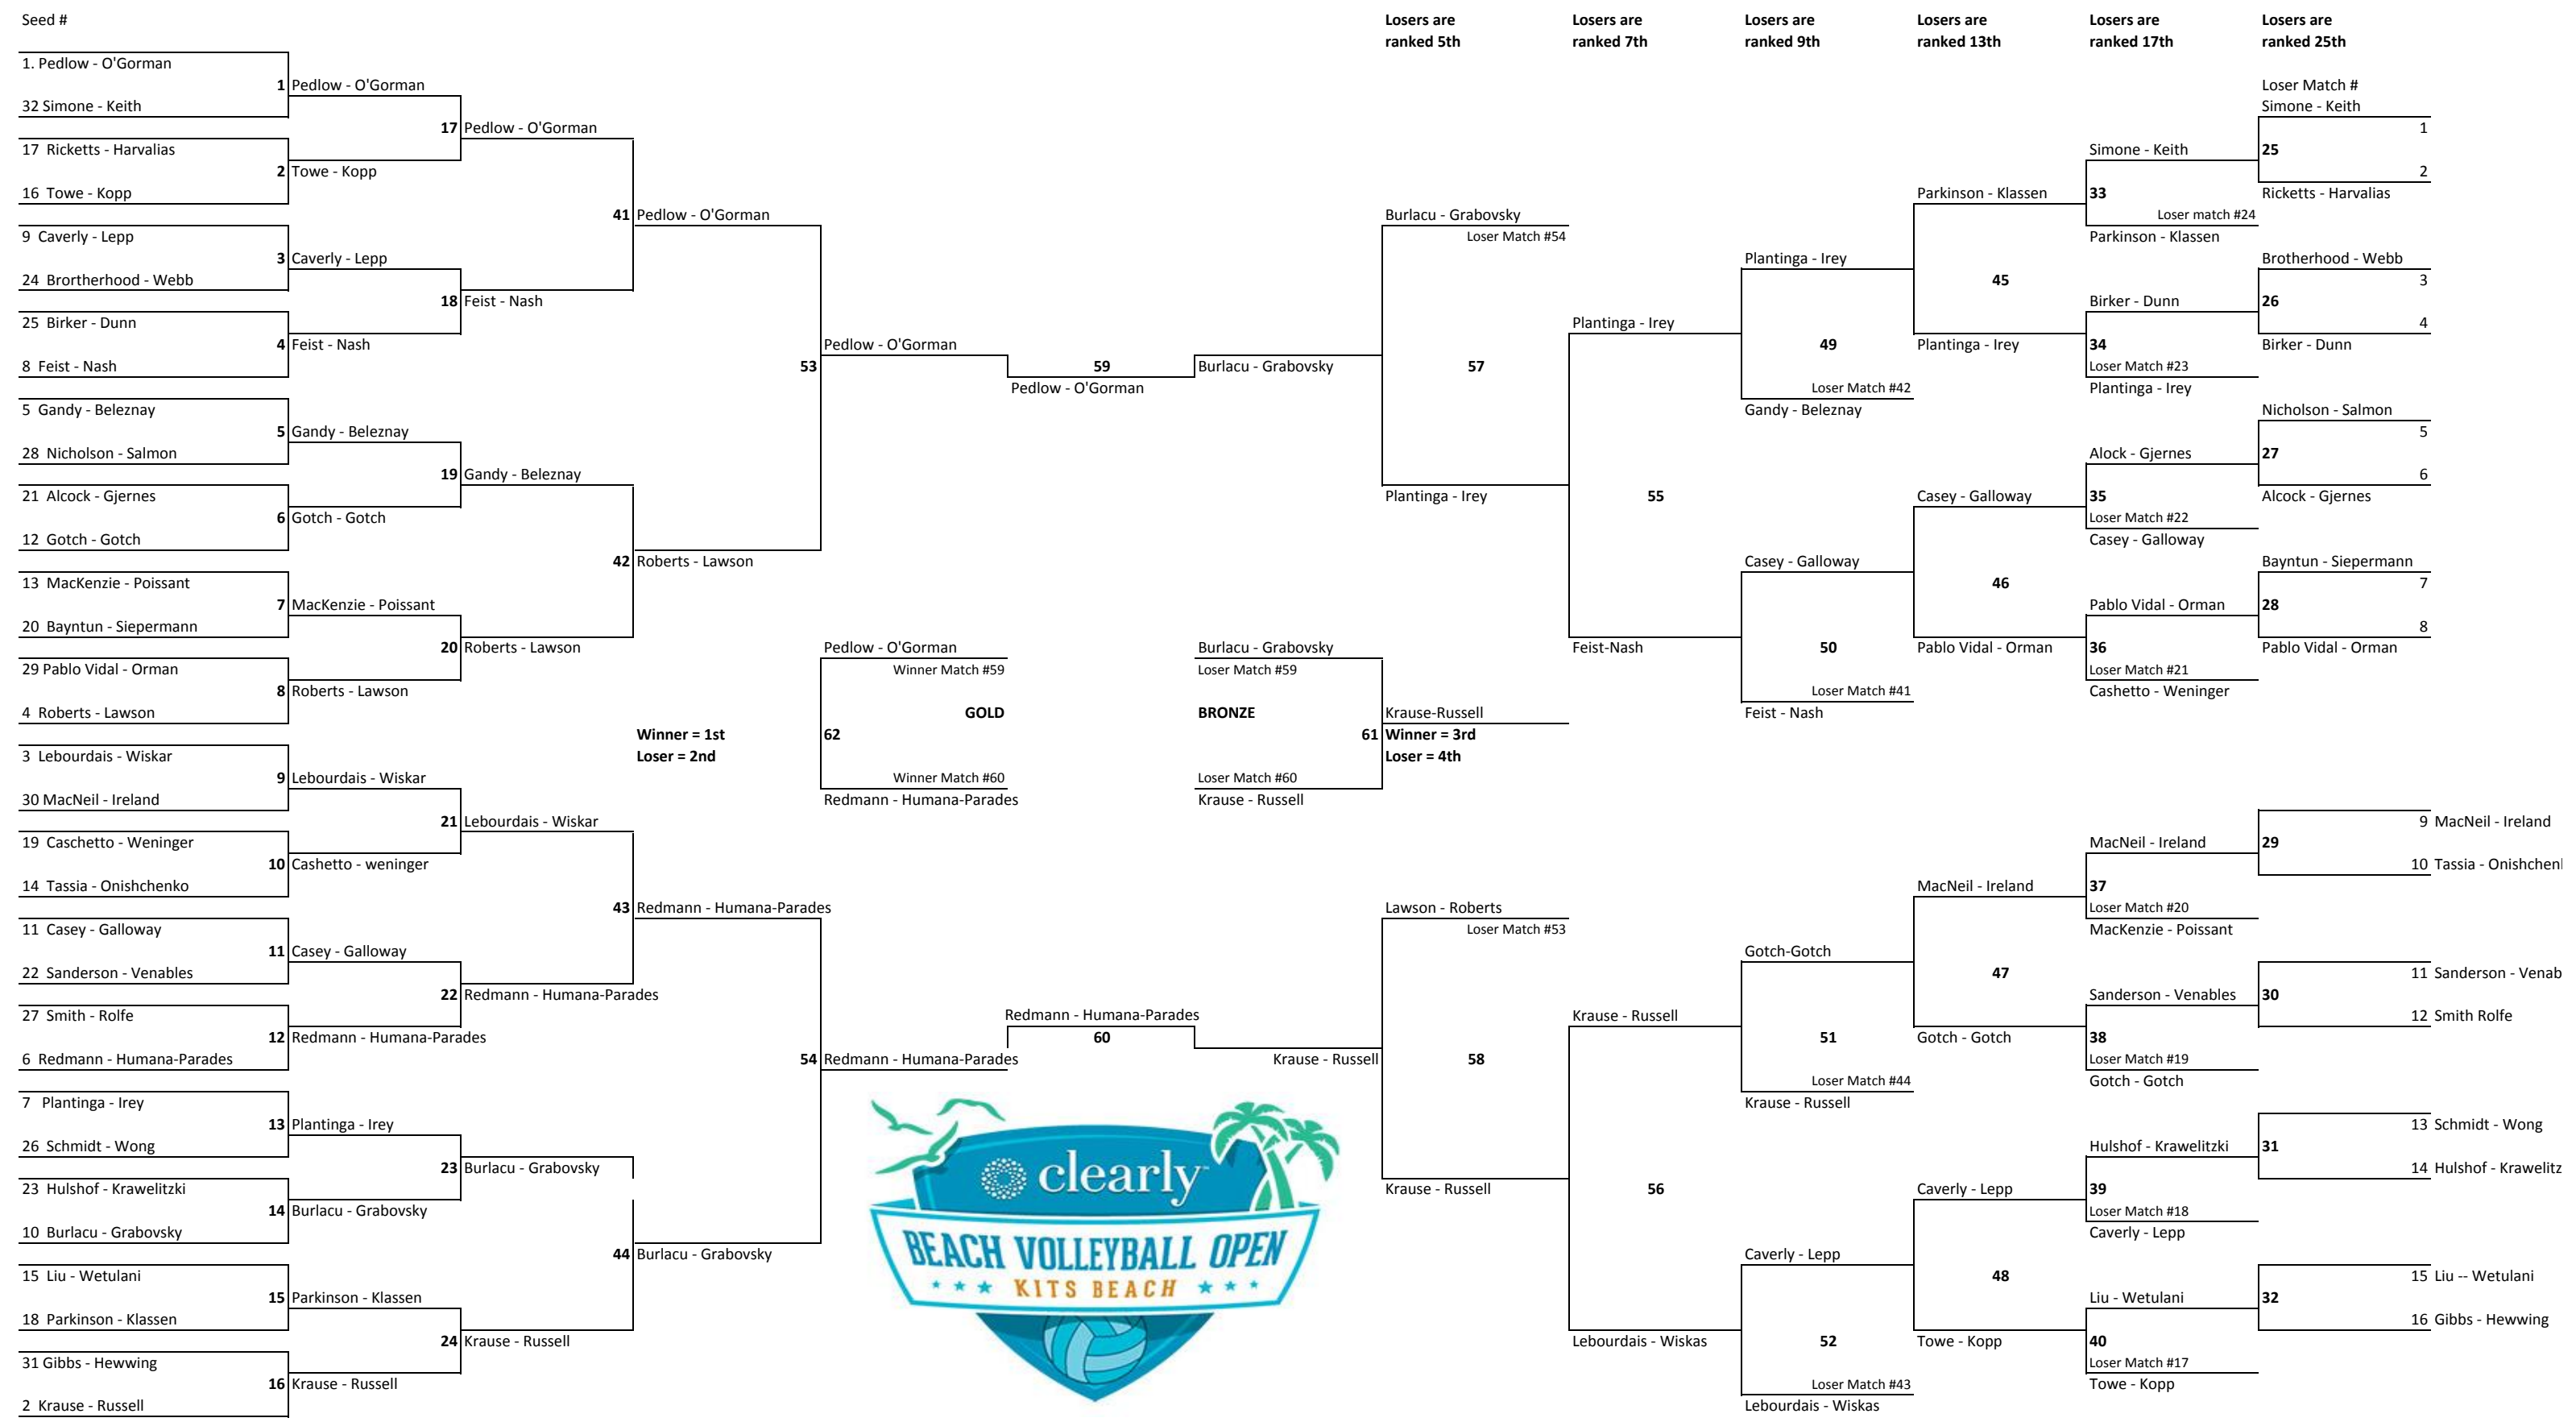 Seed #
Losers are ranked 5th
Losers are ranked 7th
Losers are ranked 9th
Losers are ranked 13th
Losers are ranked 17th
Losers are ranked 25th
1. Pedlow - O'Gorman
1 Pedlow - O'Gorman
32 Simone - Keith
17 Pedlow - O'Gorman
17 Ricketts - Harvalias
2 Towe - Kopp
16 Towe - Kopp
41 Pedlow - O'Gorman
9 Caverly - Lepp
3 Caverly - Lepp
24 Brortherhood - Webb
18 Feist - Nash
25 Birker - Dunn
4 Feist - Nash
8 Feist - Nash
53 Pedlow - O'Gorman
5 Gandy - Beleznay
5 Gandy - Beleznay
28 Nicholson - Salmon
19 Gandy - Beleznay
21 Alcock - Gjernes
6 Gotch - Gotch
12 Gotch - Gotch
42 Roberts - Lawson
13 MacKenzie - Poissant
7 MacKenzie - Poissant
20 Bayntun - Siepermann
20 Roberts - Lawson
29 Pablo Vidal - Orman
8 Roberts - Lawson
4 Roberts - Lawson
3 Lebourdais - Wiskar
9 Lebourdais - Wiskar
30 MacNeil - Ireland
21 Lebourdais - Wiskar
19 Caschetto - Weninger
10 Cashetto - weninger
14 Tassia - Onishchenko
43 Redmann - Humana-Parades
11 Casey - Galloway
11 Casey - Galloway
22 Sanderson - Venables
22 Redmann - Humana-Parades
27 Smith - Rolfe
12 Redmann - Humana-Parades
6 Redmann - Humana-Parades
54 Redmann - Humana-Parades
7 Plantinga - Irey
13 Plantinga - Irey
26 Schmidt - Wong
23 Burlacu - Grabovsky
23 Hulshof - Krawelitzki
14 Burlacu - Grabovsky
10 Burlacu - Grabovsky
44 Burlacu - Grabovsky
15 Liu - Wetulani
15 Parkinson - Klassen
18 Parkinson - Klassen
24 Krause - Russell
31 Gibbs - Hewwing
16 Krause - Russell
2 Krause - Russell
59
Pedlow - O'Gorman
Burlacu - Grabovsky
Pedlow - O'Gorman
Winner Match #59
GOLD
Winner = 1st
Loser = 2nd
62
Winner Match #60
Redmann - Humana-Parades
Burlacu - Grabovsky
Loser Match #59
BRONZE
Krause-Russell
61 Winner = 3rd
Loser = 4th
Loser Match #60
Krause - Russell
Redmann - Humana-Parades
60
Krause - Russell
clearly™
BEACH VOLLEYBALL OPEN
KITS BEACH
Burlacu - Grabovsky
Loser Match #54
57
Plantinga - Irey
Lawson - Roberts
Loser Match #53
58
Krause - Russell
Plantinga - Irey
55
Feist-Nash
Krause - Russell
56
Lebourdais - Wiskas
Plantinga - Irey
49
Loser Match #42
Gandy - Beleznay
Casey - Galloway
50
Loser Match #41
Feist - Nash
Gotch-Gotch
51
Loser Match #44
Krause - Russell
Caverly - Lepp
52
Loser Match #43
Lebourdais - Wiskas
Parkinson - Klassen
45
Plantinga - Irey
Casey - Galloway
46
Pablo Vidal - Orman
MacNeil - Ireland
47
Gotch - Gotch
Caverly - Lepp
48
Towe - Kopp
Simone - Keith
33
Loser match #24
Parkinson - Klassen
Birker - Dunn
34
Loser Match #23
Plantinga - Irey
Alock - Gjernes
35
Loser Match #22
Casey - Galloway
Pablo Vidal - Orman
36
Loser Match #21
Cashetto - Weninger
MacNeil - Ireland
37
Loser Match #20
MacKenzie - Poissant
Sanderson - Venables
38
Loser Match #19
Gotch - Gotch
Hulshof - Krawelitzki
39
Loser Match #18
Caverly - Lepp
Liu - Wetulani
40
Loser Match #17
Towe - Kopp
Loser Match #
Simone - Keith
1
25
2
Ricketts - Harvalias
Brotherhood - Webb
3
26
4
Birker - Dunn
Nicholson - Salmon
5
27
6
Alcock - Gjernes
Bayntun - Siepermann
7
28
8
Pablo Vidal - Orman
9 MacNeil - Ireland
29
10 Tassia - Onishchen
11 Sanderson - Venab
30
12 Smith Rolfe
13 Schmidt - Wong
31
14 Hulshof - Krawelitz
15 Liu -- Wetulani
32
16 Gibbs - Hewwing